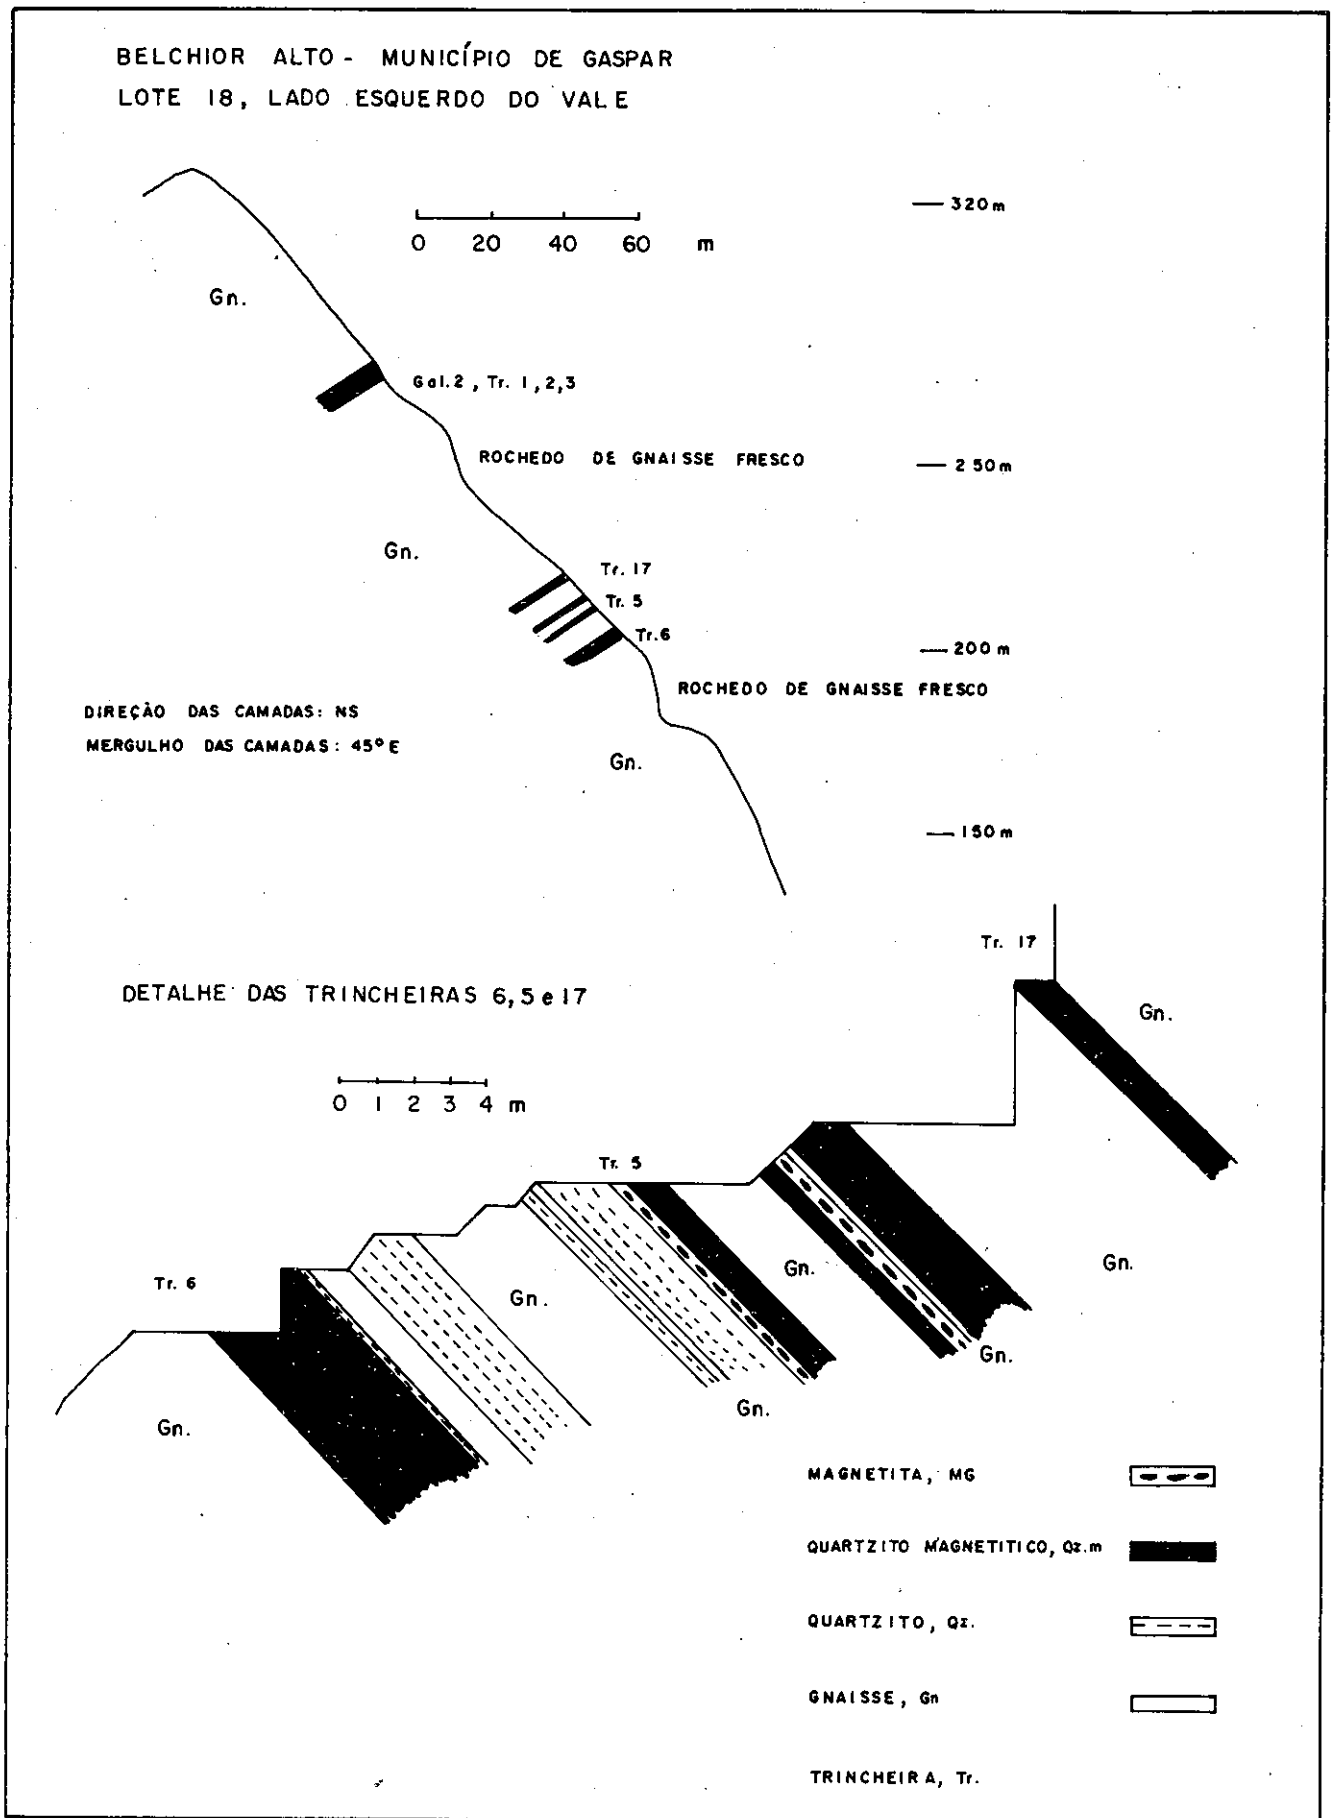 BELCHIOR ALTO - MUNICÍPIO DE GASPAR
LOTE 18, LADO ESQUERDO DO VALE
320m
0 20 40 60 m
Gn.
Gal.2, Tr. 1,2,3
ROCHEDO DE GNAISSE FRESCO
250m
Gn.
Tr. 17
Tr. 5
Tr.6
200m
ROCHEDO DE GNAISSE FRESCO
DIREÇÃO DAS CAMADAS: NS
MERGULHO DAS CAMADAS: 45° E
Gn.
150m
Tr. 17
DETALHE DAS TRINCHEIRAS 6,5 e 17
Gn.
0 1 2 3 4 m
Tr. 5
Gn.
Gn.
Tr. 6
Gn.
Gn.
Gn.
Gn.
MAGNETITA, MG
QUARTZITO MAGNETITICO, Qz.m
QUARTZITO, Qz.
GNAISSE, Gn
TRINCHEIRA, Tr.